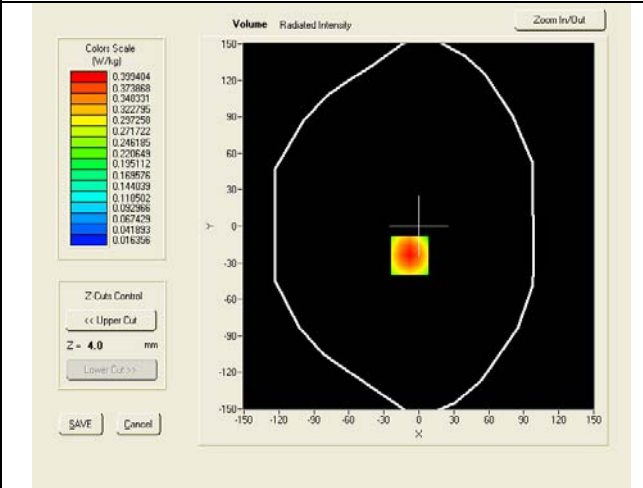 Volume Radiated Intensity
Zoom In/Out
Colors Scale
(W/kg)
0.399404
0.373868
0.348331
0.322795
0.297258
0.271722
0.246185
0.220649
0.195112
0.169576
0.144039
0.118502
0.092966
0.067429
0.041893
0.016356
Z Cuts Control
<< Upper Cut
Z = 4.0 mm
Lower Cut >>
SAVE Cancel
150
120
90
60
30
0
-30
-60
-90
-120
-150
Y
-150 -120 -90 -60 -30 0 30 60 90 120 150
X